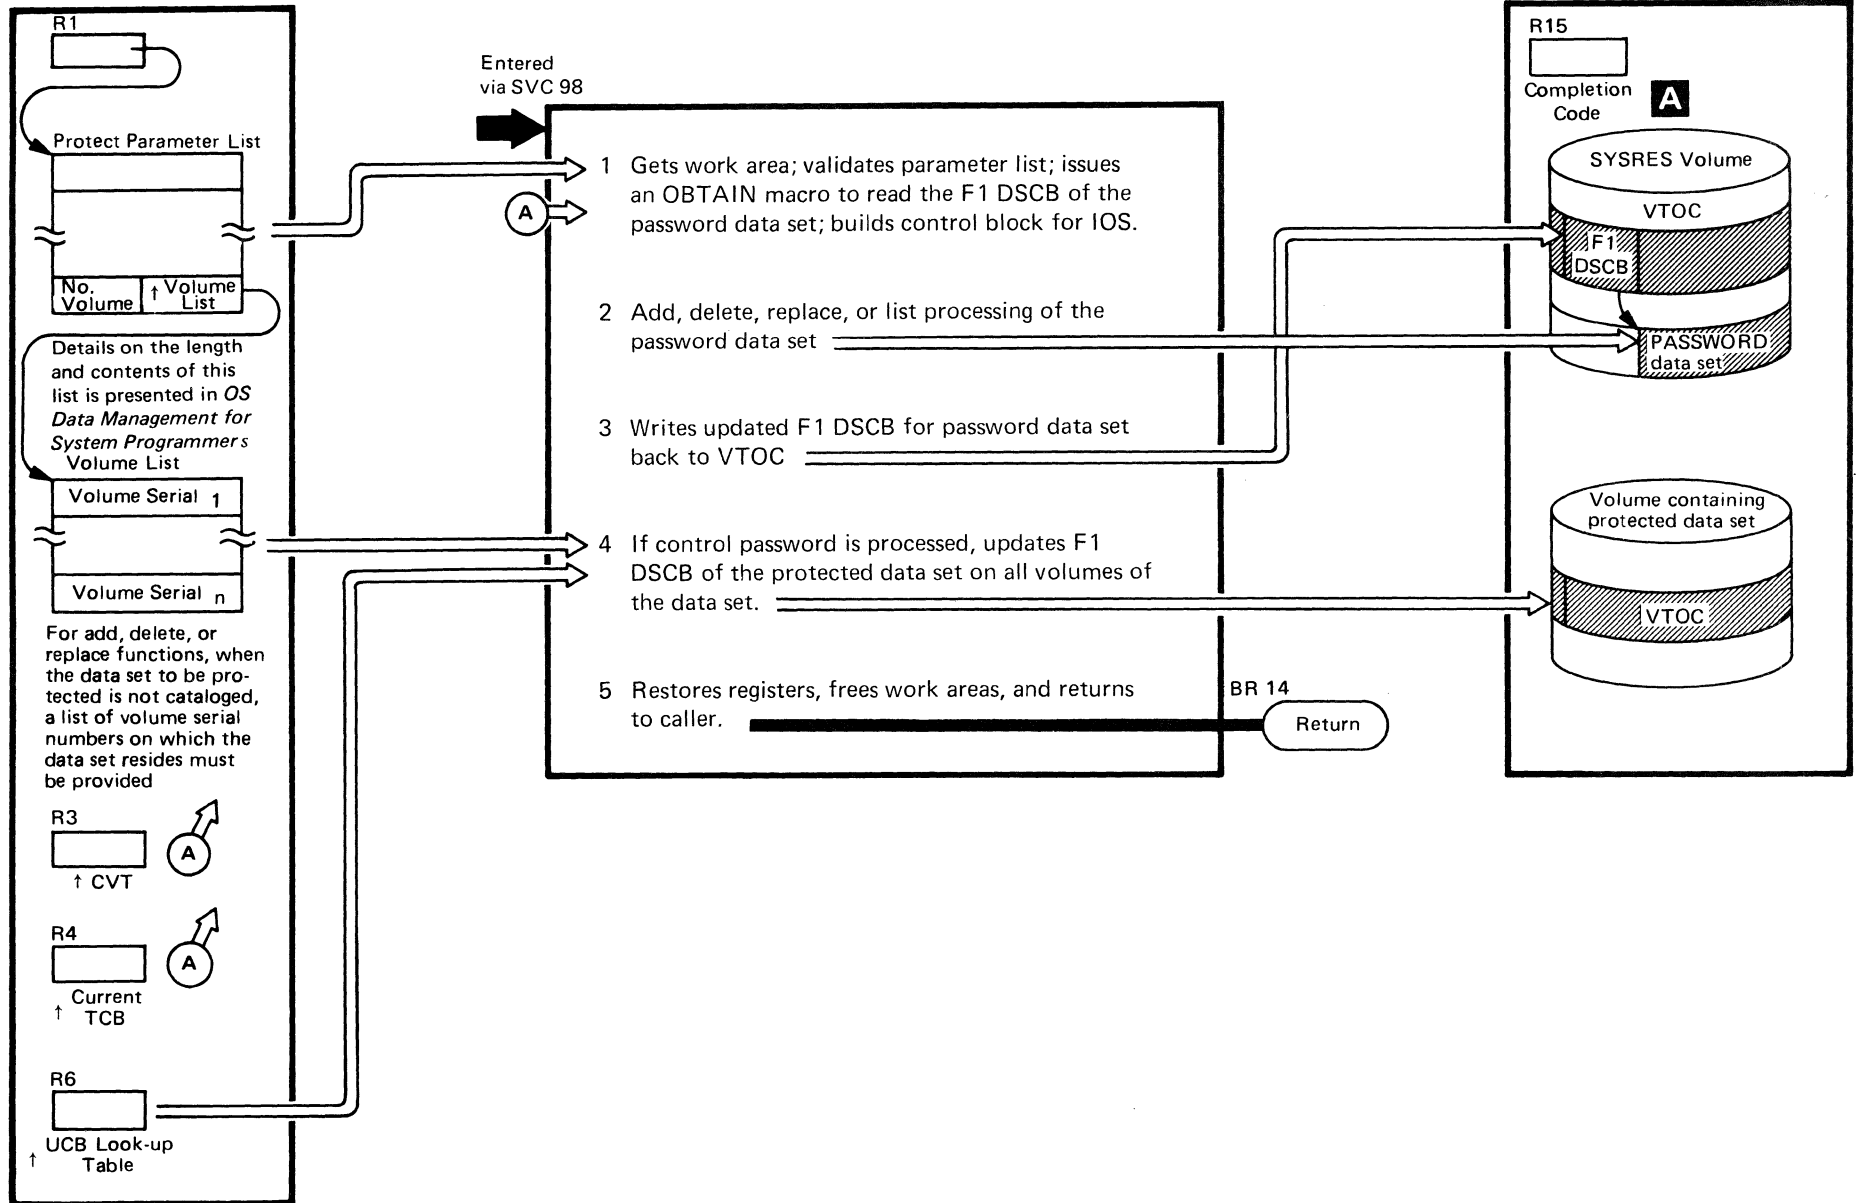 R1
Protect Parameter List
No.
Volume
↑ Volume
List
Details on the length
and contents of this
list is presented in OS
Data Management for
System Programmers
Volume List
Volume Serial 1
Volume Serial n
For add, delete, or
replace functions, when
the data set to be pro-
tected is not cataloged,
a list of volume serial
numbers on which the
data set resides must
be provided
R3
A
↑ CVT
R4
A
↑ Current
TCB
R6
↑ UCB Look-up
Table
Entered
via SVC 98
A
1 Gets work area; validates parameter list; issues
an OBTAIN macro to read the F1 DSCB of the
password data set; builds control block for IOS.
2 Add, delete, replace, or list processing of the
password data set
3 Writes updated F1 DSCB for password data set
back to VTOC
4 If control password is processed, updates F1
DSCB of the protected data set on all volumes of
the data set.
5 Restores registers, frees work areas, and returns
to caller.
BR 14
Return
R15
Completion
Code
A
SYSRES Volume
VTOC
F1
DSCB
PASSWORD
data set
Volume containing
protected data set
VTOC